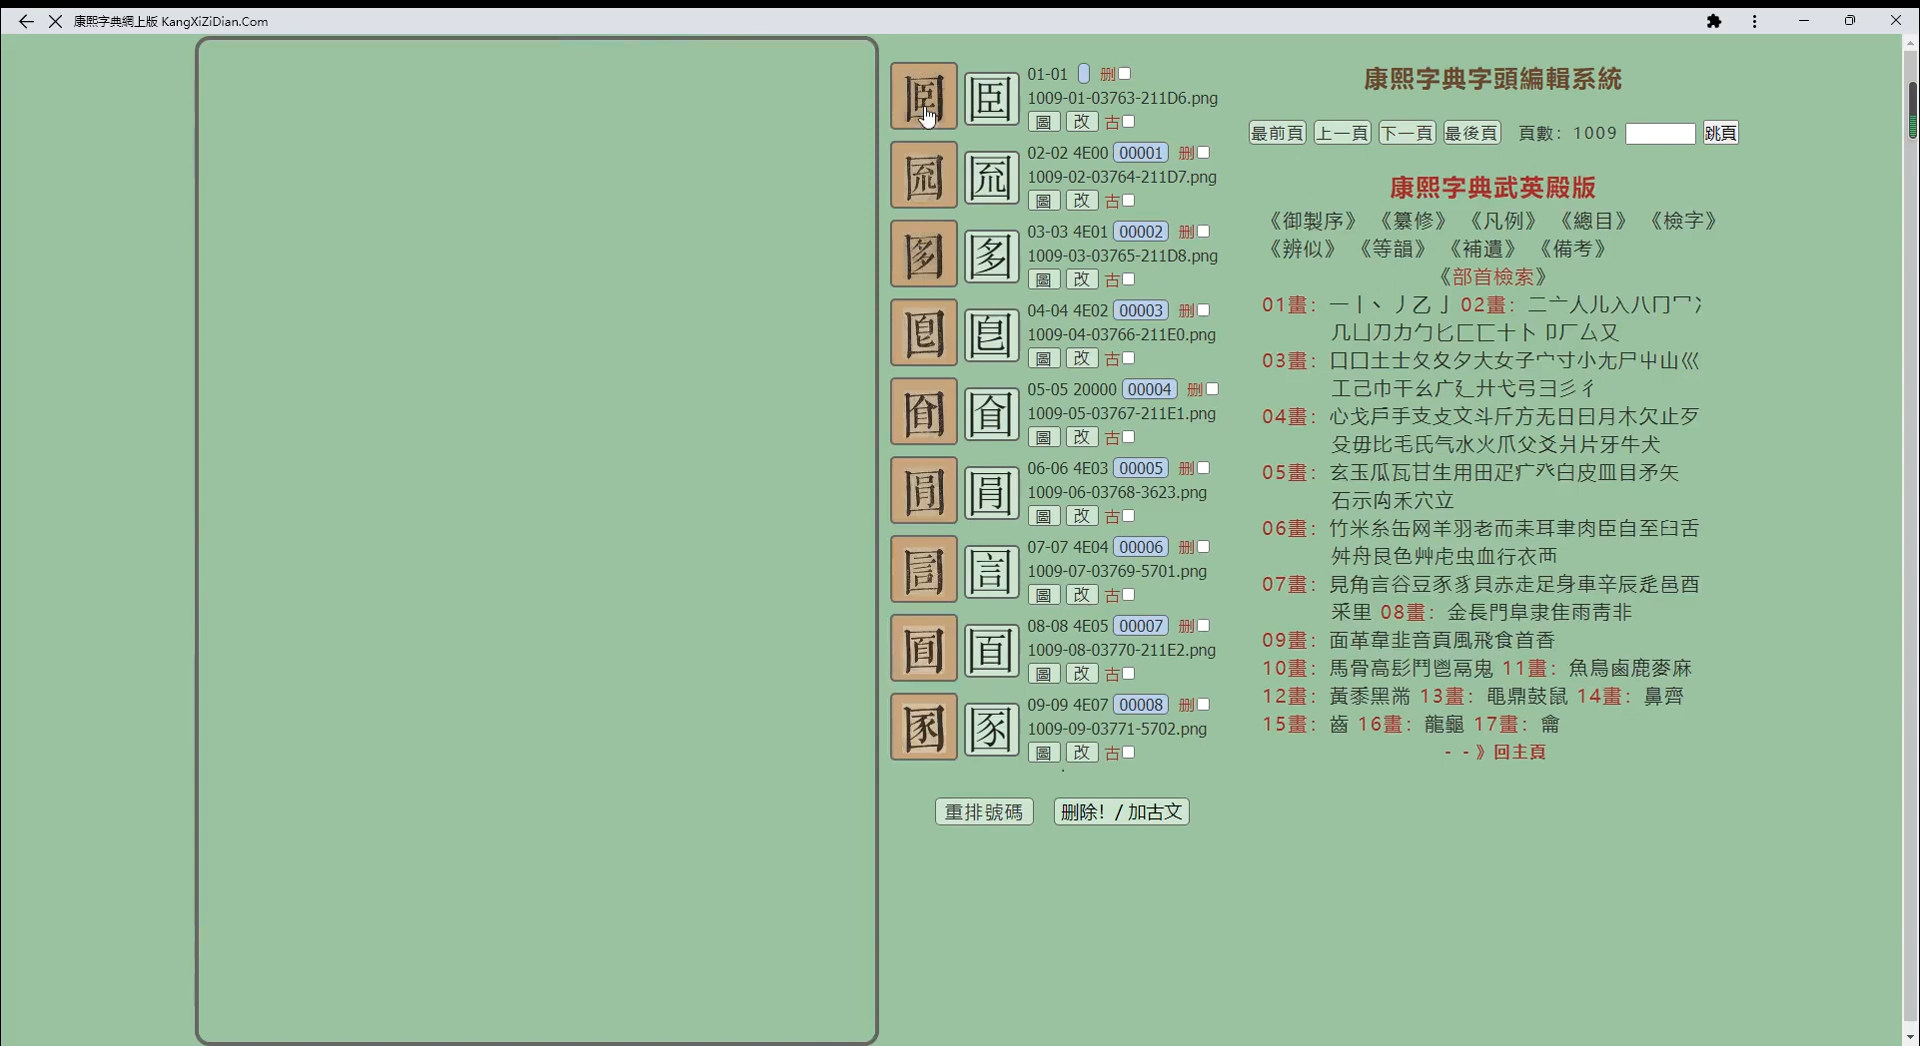 康熙字典網上版 KangXiZiDian.Com
01-01 刪
1009-01-03763-211D6.png
圖 改 古
02-02 4E00 00001 刪
1009-02-03764-211D7.png
圖 改 古
03-03 4E01 00002 刪
1009-03-03765-211D8.png
圖 改 古
04-04 4E02 00003 刪
1009-04-03766-211E0.png
圖 改 古
05-05 20000 00004 刪
1009-05-03767-211E1.png
圖 改 古
06-06 4E03 00005 刪
1009-06-03768-3623.png
圖 改 古
07-07 4E04 00006 刪
1009-07-03769-5701.png
圖 改 古
08-08 4E05 00007 刪
1009-08-03770-211E2.png
圖 改 古
09-09 4E07 00008 刪
1009-09-03771-5702.png
圖 改 古
重排號碼 刪除！/ 加古文
康熙字典字頭編輯系統
最前頁 上一頁 下一頁 最後頁 頁數：1009 跳頁
康熙字典武英殿版
《御製序》《纂修》《凡例》《總目》《檢字》
《辨似》《等韻》《補遺》《備考》
《部首檢索》
01畫：一丨丶丿乙亅02畫：二亠人儿入八冂冖冫
几凵刀力勹匕匚匸十卜卩厂厶又
03畫：口囗土士夂夊夕大女子宀寸小尢尸屮山巛
工己巾干幺广廴廾弋弓彐彡彳
04畫：心戈戶手支攴文斗斤方无日曰月木欠止歹
殳毋比毛氏气水火爪父爻爿片牙牛犬
05畫：玄玉瓜瓦甘生用田疋疒癶白皮皿目矛矢
石示禸禾穴立
06畫：竹米糸缶网羊羽老而耒耳聿肉臣自至臼舌
舛舟艮色艸虍虫血行衣襾
07畫：見角言谷豆豕豸貝赤走足身車辛辰辵邑酉
釆里 08畫：金長門阜隶隹雨靑非
09畫：面革韋韭音頁風飛食首香
10畫：馬骨高髟鬥鬯鬲鬼 11畫：魚鳥鹵鹿麥麻
12畫：黃黍黑黹 13畫：黽鼎鼓鼠 14畫：鼻齊
15畫：齒 16畫：龍龜 17畫：龠
- -》回主頁